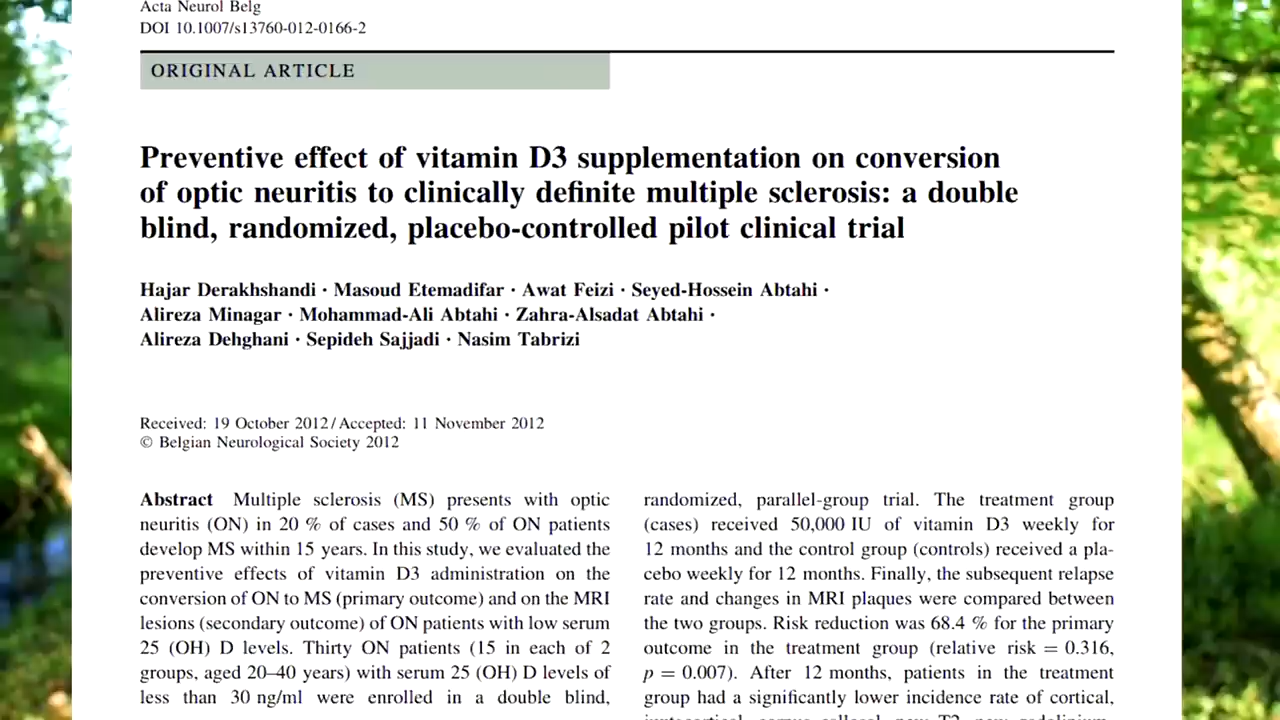 Acta Neurol Belg
DOI 10.1007/s13760-012-0166-2
ORIGINAL ARTICLE
Preventive effect of vitamin D3 supplementation on conversion
of optic neuritis to clinically definite multiple sclerosis: a double
blind, randomized, placebo-controlled pilot clinical trial
Hajar Derakhshandi · Masoud Etemadifar · Awat Feizi · Seyed-Hossein Abtahi ·
Alireza Minagar · Mohammad-Ali Abtahi · Zahra-Alsadat Abtahi ·
Alireza Dehghani · Sepideh Sajjadi · Nasim Tabrizi
Received: 19 October 2012 / Accepted: 11 November 2012
© Belgian Neurological Society 2012
Abstract Multiple sclerosis (MS) presents with optic
neuritis (ON) in 20 % of cases and 50 % of ON patients
develop MS within 15 years. In this study, we evaluated the
preventive effects of vitamin D3 administration on the
conversion of ON to MS (primary outcome) and on the MRI
lesions (secondary outcome) of ON patients with low serum
25 (OH) D levels. Thirty ON patients (15 in each of 2
groups, aged 20–40 years) with serum 25 (OH) D levels of
less than 30 ng/ml were enrolled in a double blind,
randomized, parallel-group trial. The treatment group
(cases) received 50,000 IU of vitamin D3 weekly for
12 months and the control group (controls) received a pla-
cebo weekly for 12 months. Finally, the subsequent relapse
rate and changes in MRI plaques were compared between
the two groups. Risk reduction was 68.4 % for the primary
outcome in the treatment group (relative risk = 0.316,
p = 0.007). After 12 months, patients in the treatment
group had a significantly lower incidence rate of cortical,